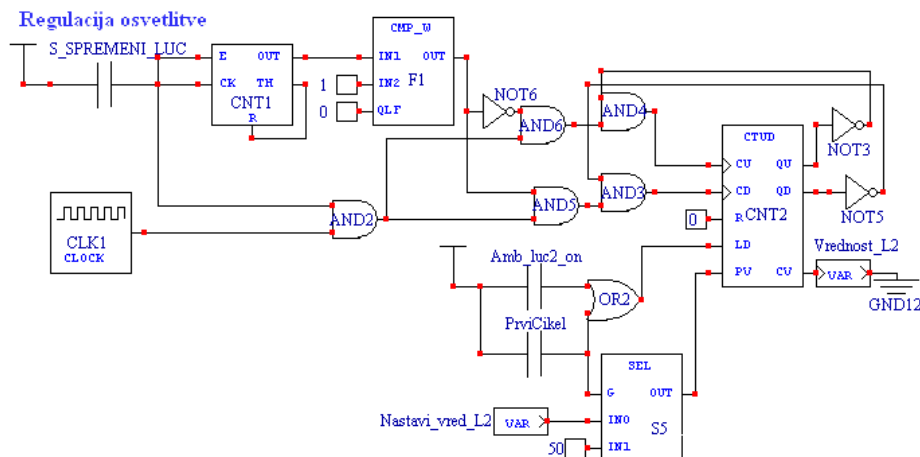 Regulacija osvetlitve
S_SPREMENI_LUC
E OUT
CK TH
CNT1
R
CMP_W
IN1 OUT
F1
1 IN2
0 QLF
NOT6
AND6
AND4
NOT3
AND2
AND5
AND3
NOT5
CLK1
CLOCK
CTUD
CU QU
CD QD
0 R CNT2
LD
PV CV
Vrednost_L2
VAR
GND12
Amb_luc2_on
OR2
PrviCikel
SEL
G OUT
Nastavi_vred_L2 VAR IN0
S5
50 IN1